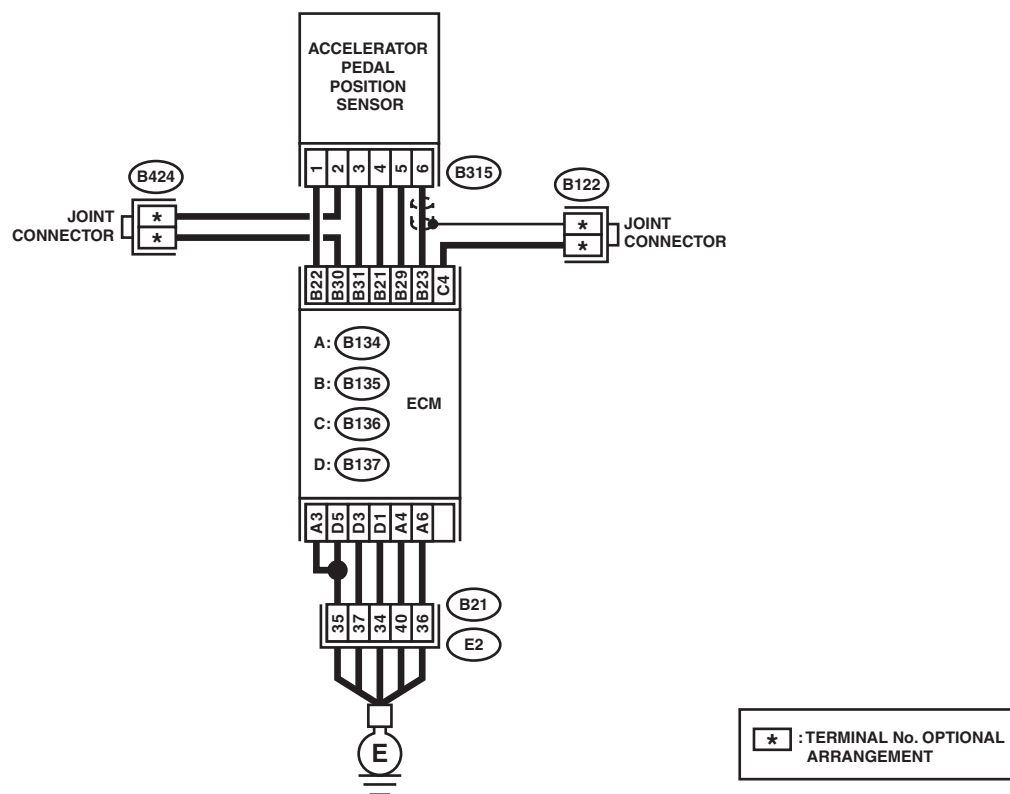 ACCELERATOR
PEDAL
POSITION
SENSOR
1 2 3 4 5 6
B315
B424
B122
JOINT
CONNECTOR
*
*
*
*
JOINT
CONNECTOR
B22 B30 B31 B21 B29 B23 C4
A: B134
B: B135
ECM
C: B136
D: B137
A3 D5 D3 D1 A4 A6
B21
35 37 34 40 36
E2
E
* : TERMINAL No. OPTIONAL
ARRANGEMENT